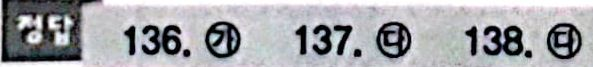 정답 136. ㉮ 137. ㉰ 138. ㉰